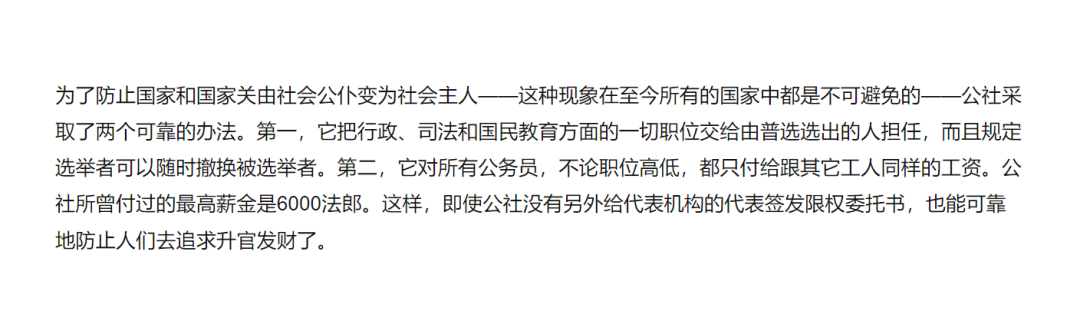 为了防止国家和国家关由社会公仆变为社会主人——这种现象在至今所有的国家中都是不可避免的——公社采
取了两个可靠的办法。第一，它把行政、司法和国民教育方面的一切职位交给由普选选出的人担任，而且规定
选举者可以随时撤换被选举者。第二，它对所有公务员，不论职位高低，都只付给跟其它工人同样的工资。公
社所曾付过的最高薪金是6000法郎。这样，即使公社没有另外给代表机构的代表签发限权委托书，也能可靠
地防止人们去追求升官发财了。